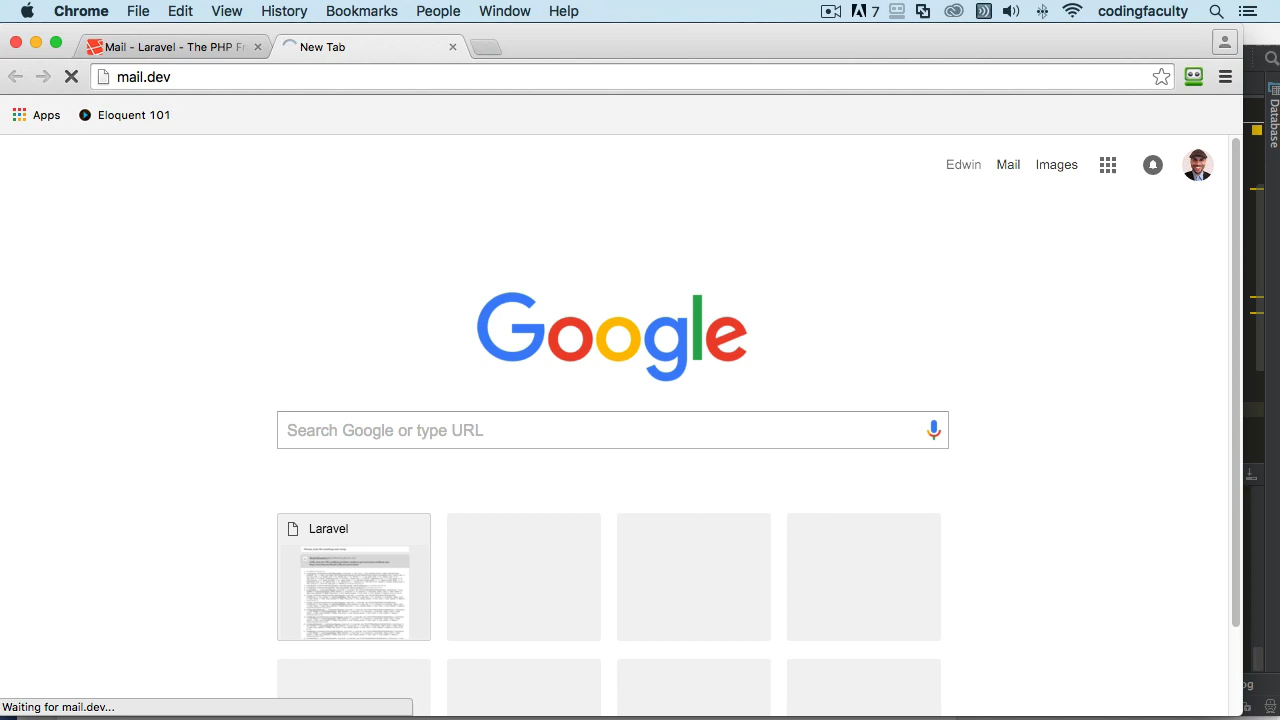 Chrome File Edit View History Bookmarks People Window Help 7 codingfaculty
Mail - Laravel - The PHP Fr New Tab
mail.dev
Apps Eloquent 101
Database
Edwin Mail Images
Google
Search Google or type URL
Laravel
og
Waiting for mail.dev...